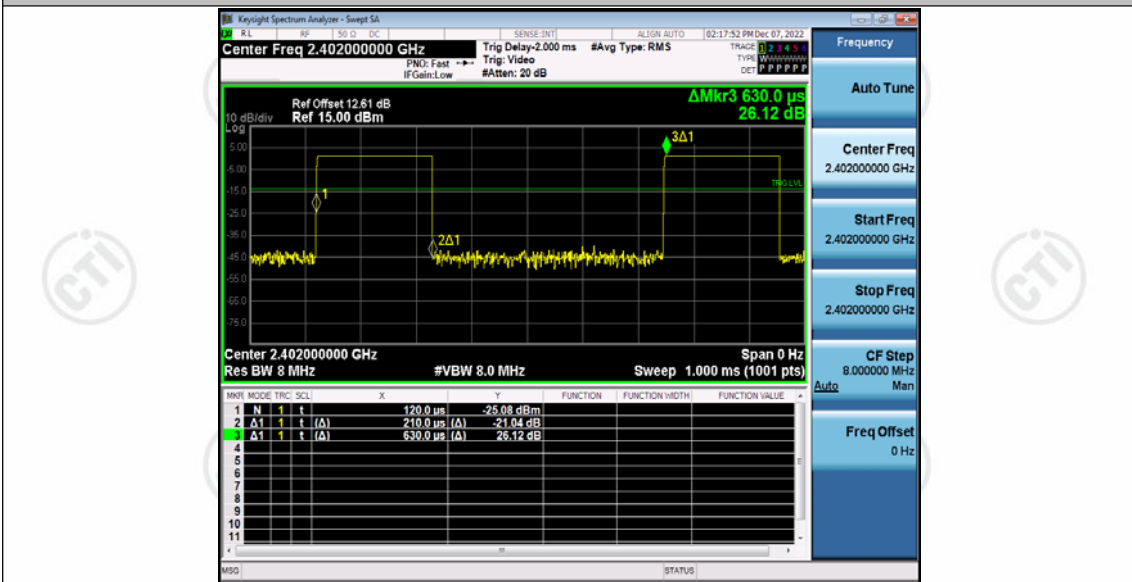 Keysight Spectrum Analyzer - Swept SA
RL RF 50 Ω DC SENSE:INT ALIGN AUTO 02:17:52 PM Dec 07, 2022
Center Freq 2.402000000 GHz
PNO: Fast
IFGain:Low
Trig Delay-2.000 ms
Trig: Video
#Atten: 20 dB
#Avg Type: RMS
TRACE 1 2 3 4 5 6
TYPE
DET P P P P P P
ΔMkr3 630.0 µs
26.12 dB
Ref Offset 12.61 dB
10 dB/div Ref 15.00 dBm
Log
5.00
-5.00
-15.0
-25.0
-35.0
-45.0
-55.0
-65.0
-75.0
1
2Δ1
3Δ1
TRIG LVL
Center 2.402000000 GHz Span 0 Hz
Res BW 8 MHz #VBW 8.0 MHz Sweep 1.000 ms (1001 pts)
MKR MODE TRC SCL X Y FUNCTION FUNCTION WIDTH FUNCTION VALUE
1 N 1 t 120.0 µs -25.08 dBm
2 Δ1 1 t (Δ) 210.0 µs (Δ) -21.04 dB
3 Δ1 1 t (Δ) 630.0 µs (Δ) 26.12 dB
4
5
6
7
8
9
10
11
MSG STATUS
Frequency
Auto Tune
Center Freq
2.402000000 GHz
Start Freq
2.402000000 GHz
Stop Freq
2.402000000 GHz
CF Step
8.000000 MHz
Auto Man
Freq Offset
0 Hz
CTI
CTI